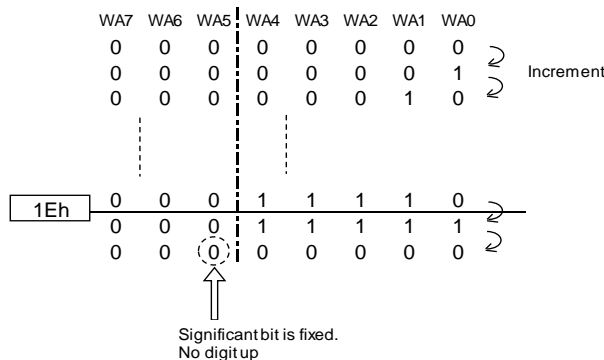 WA7 WA6 WA5 WA4 WA3 WA2 WA1 WA0
0 0 0 0 0 0 0 0
0 0 0 0 0 0 0 1
0 0 0 0 0 0 1 0
Increment
1Eh
0 0 0 1 1 1 1 0
0 0 0 1 1 1 1 1
0 0 0 0 0 0 0 0
Significant bit is fixed.
No digit up